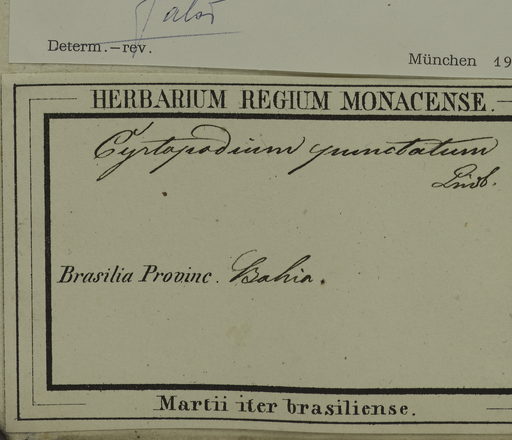 Determ.—rev.
München 19
HERBARIUM REGIUM MONACENSE.
Cyrtopodium punctatum
Lindl.
Brasilia Provinc. Bahia.
Martii iter brasiliense.